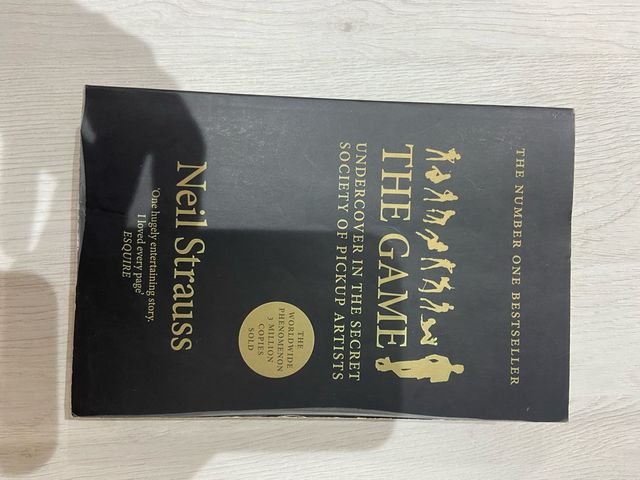 THE NUMBER ONE BESTSELLER
THE GAME
UNDERCOVER IN THE SECRET
SOCIETY OF PICKUP ARTISTS
THE
WORLDWIDE
PHENOMENON
3 MILLION
COPIES
SOLD
Neil Strauss
'One hugely entertaining story.
I loved every page'
ESQUIRE